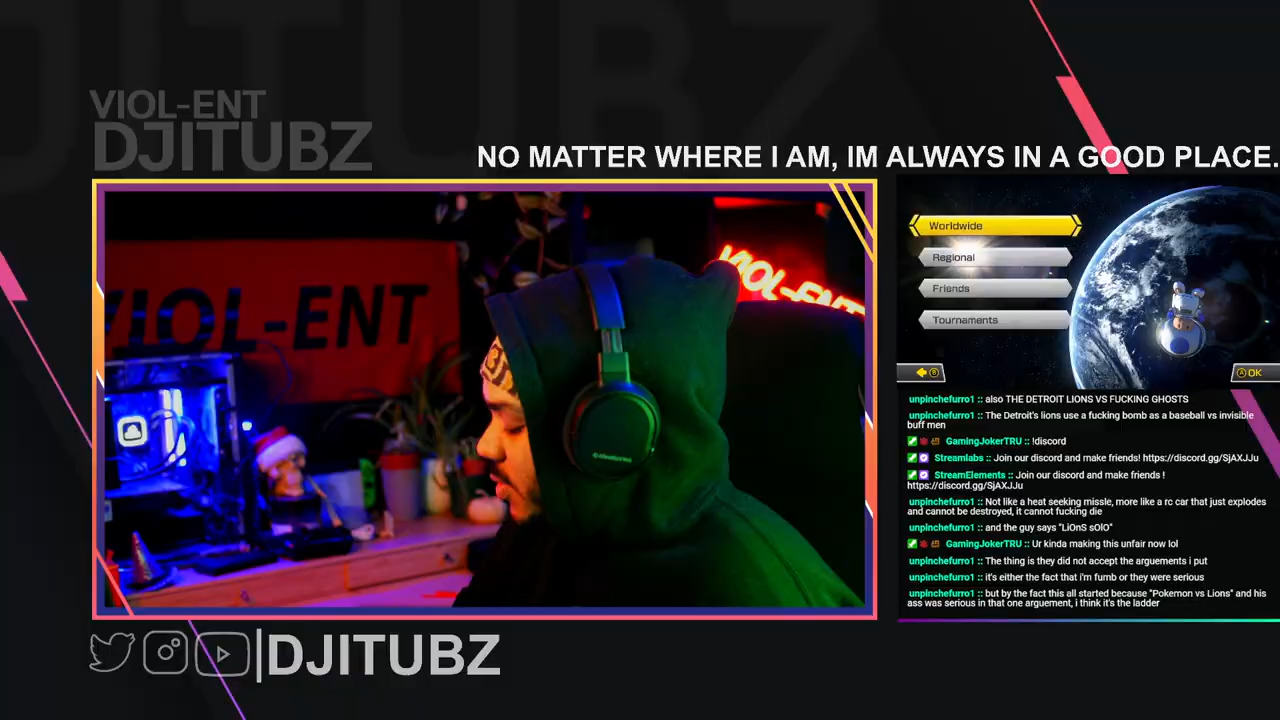 VIOL-ENT
DJITUBZ
NO MATTER WHERE I AM, IM ALWAYS IN A GOOD PLACE.
VIOL-ENT
VIOL-ENT
Worldwide
Regional
Friends
Tournaments
B
A OK
unpinchefurro1 :: also THE DETROIT LIONS VS FUCKING GHOSTS
unpinchefurro1 :: The Detroit's lions use a fucking bomb as a baseball vs invisible
buff men
GamingJokerTRU :: !discord
Streamlabs :: Join our discord and make friends! https://discord.gg/SjAXJJu
StreamElements :: Join our discord and make friends !
https://discord.gg/SjAXJJu
unpinchefurro1 :: Not like a heat seeking missle, more like a rc car that just explodes
and cannot be destroyed, it cannot fucking die
unpinchefurro1 :: and the guy says "LiOnS sOlO"
GamingJokerTRU :: Ur kinda making this unfair now lol
unpinchefurro1 :: The thing is they did not accept the arguements i put
unpinchefurro1 :: it's either the fact that i'm fumb or they were serious
unpinchefurro1 :: but by the fact this all started because "Pokemon vs Lions" and his
ass was serious in that one arguement, i think it's the ladder
steelseries
|DJITUBZ